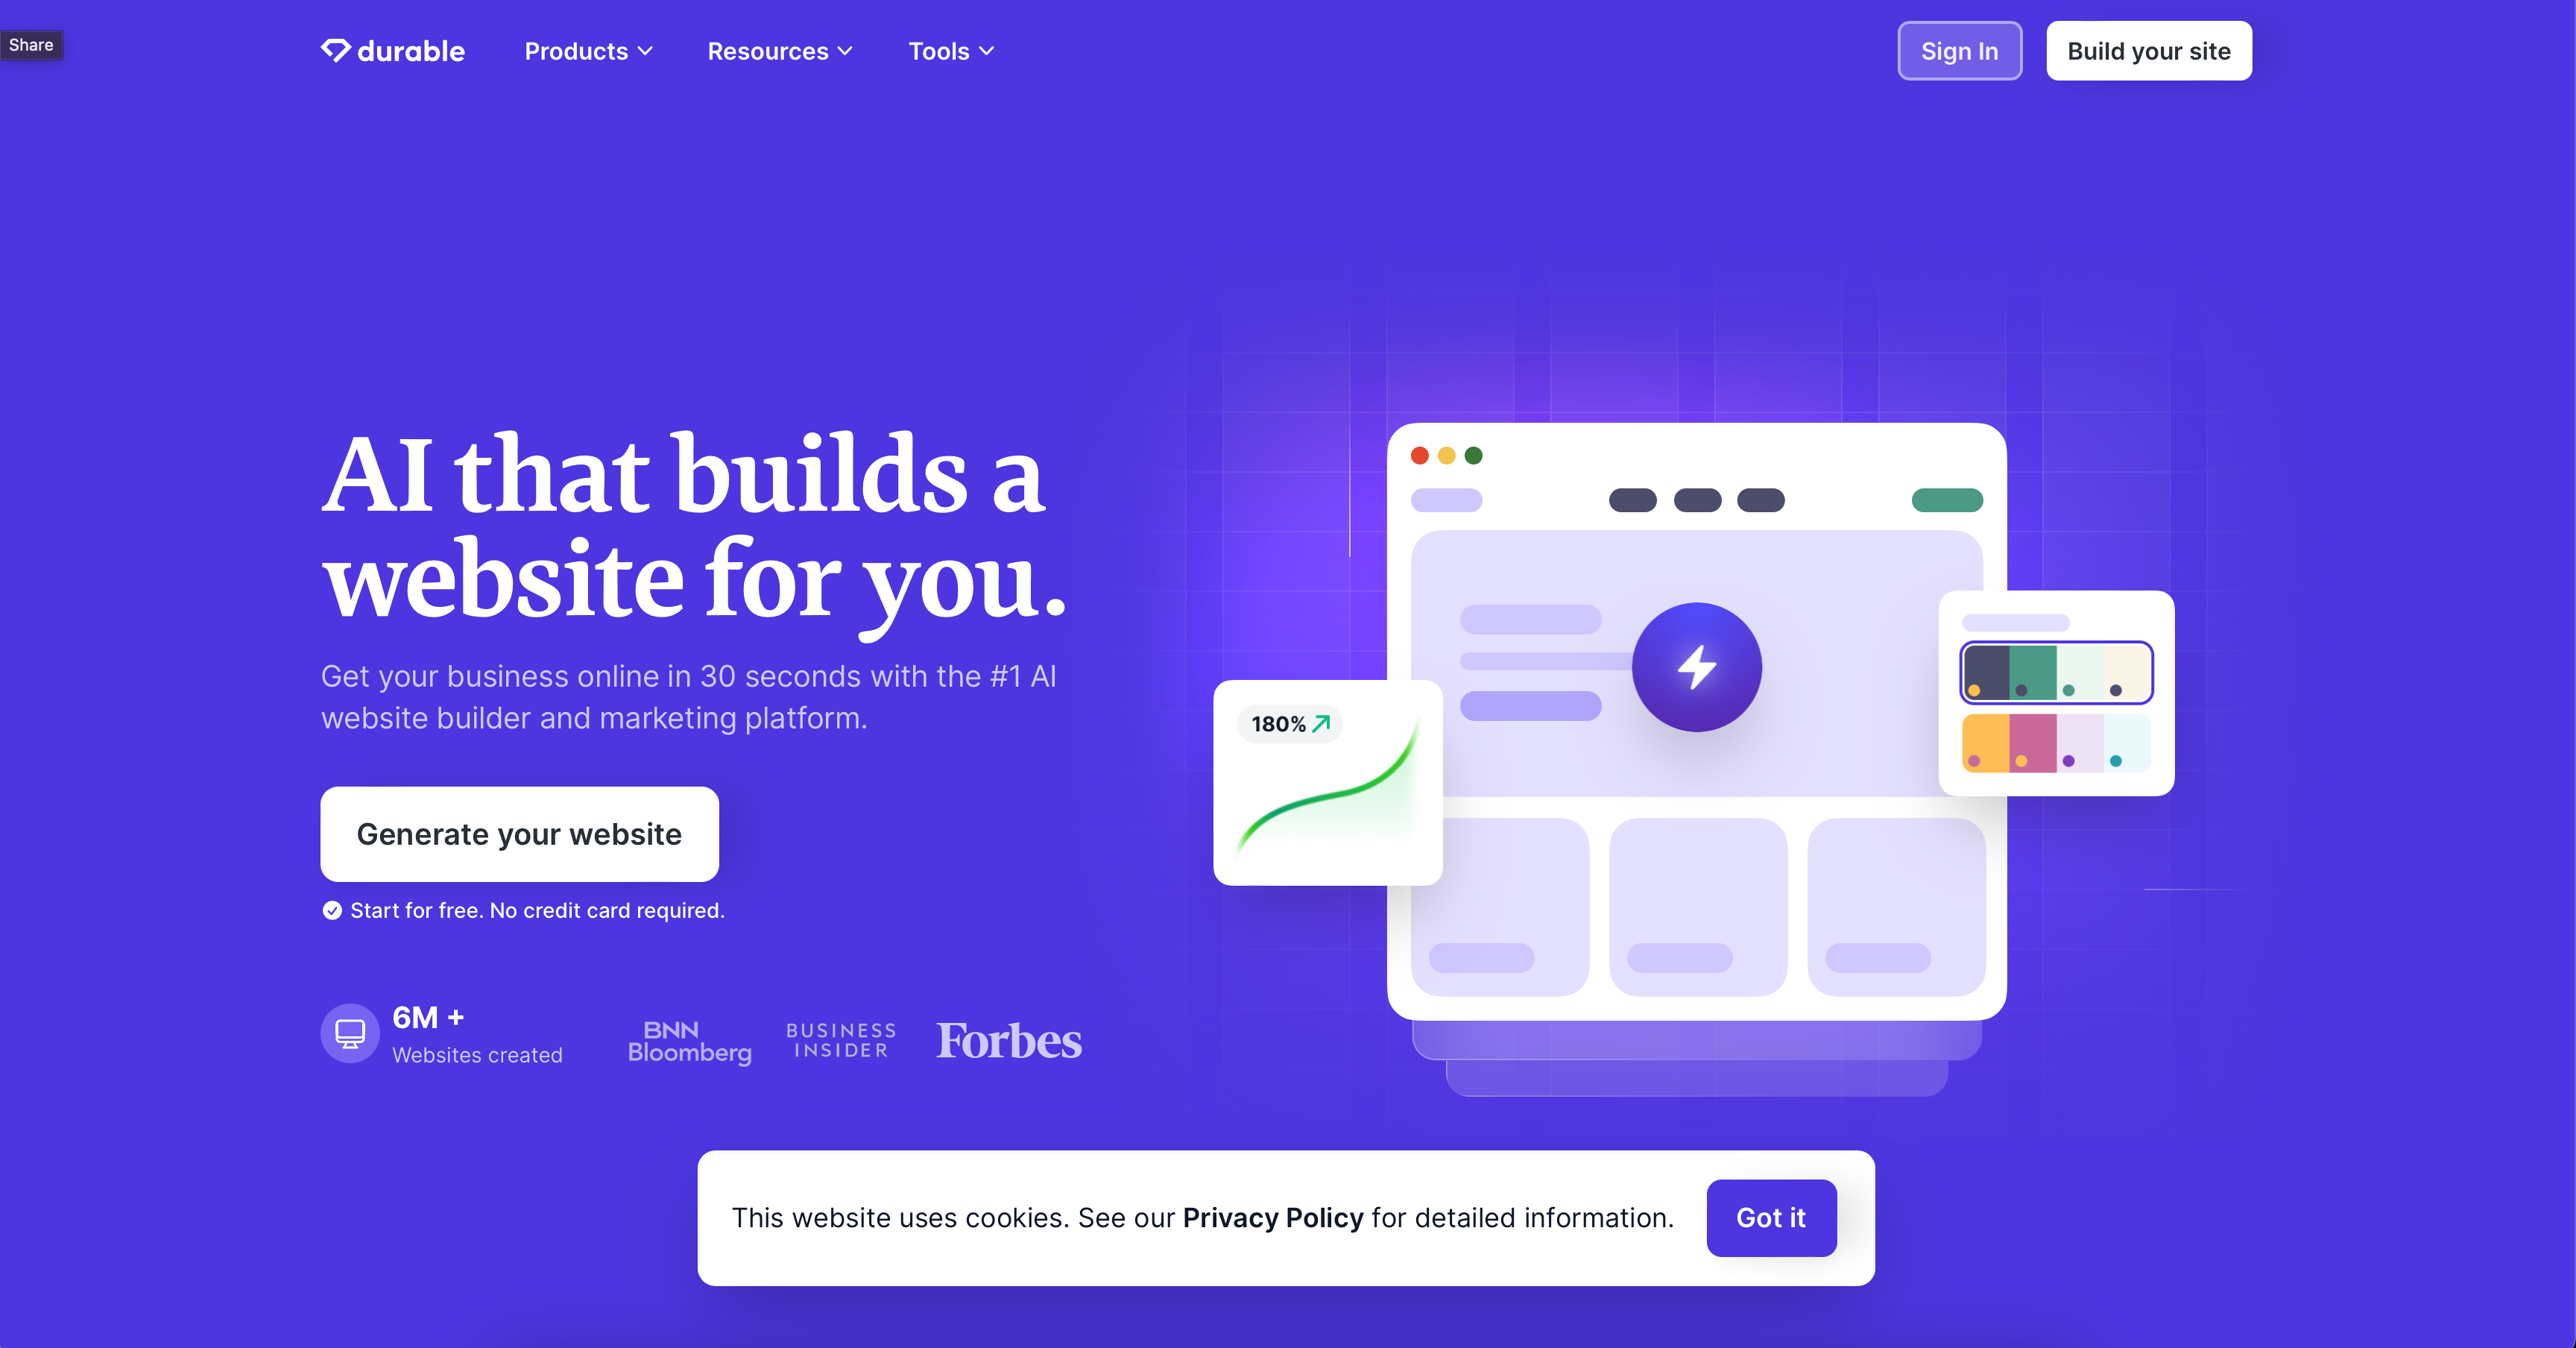 Share
durable
Products
Resources
Tools
Sign In
Build your site
AI that builds a
website for you.
Get your business online in 30 seconds with the #1 AI
website builder and marketing platform.
Generate your website
Start for free. No credit card required.
6M +
Websites created
BNN
Bloomberg
BUSINESS
INSIDER
Forbes
180%
This website uses cookies. See our Privacy Policy for detailed information.
Got it